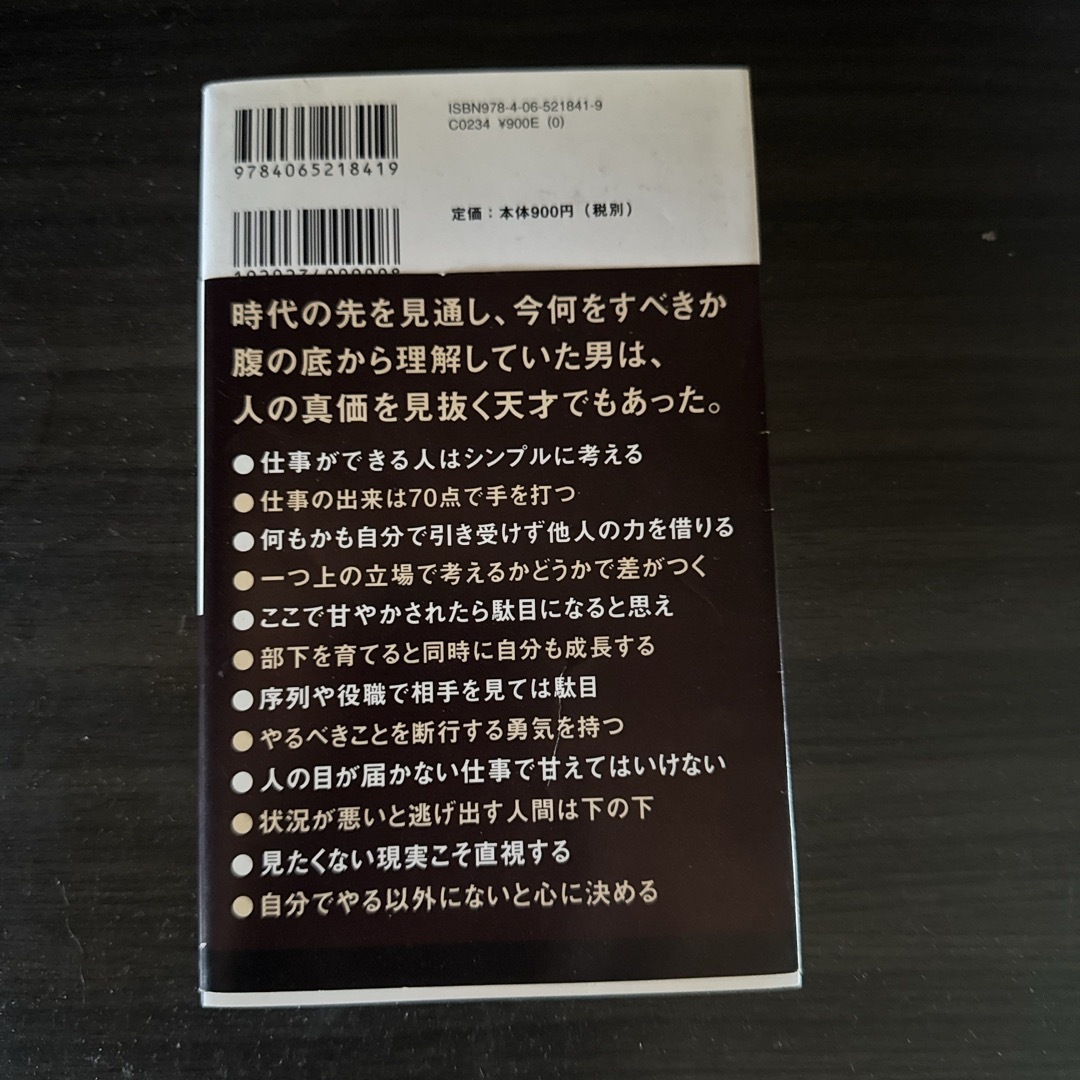 ISBN978-4-06-521841-9
C0234 ¥900E (0)
9784065218419
定価：本体900円（税別）
時代の先を見通し、今何をすべきか
腹の底から理解していた男は、
人の真価を見抜く天才でもあった。
●仕事ができる人はシンプルに考える
●仕事の出来は70点で手を打つ
●何もかも自分で引き受けず他人の力を借りる
●一つ上の立場で考えるかどうかで差がつく
●ここで甘やかされたら駄目になると思え
●部下を育てると同時に自分も成長する
●序列や役職で相手を見ては駄目
●やるべきことを断行する勇気を持つ
●人の目が届かない仕事で甘えてはいけない
●状況が悪いと逃げ出す人間は下の下
●見たくない現実こそ直視する
●自分でやる以外にないと心に決める